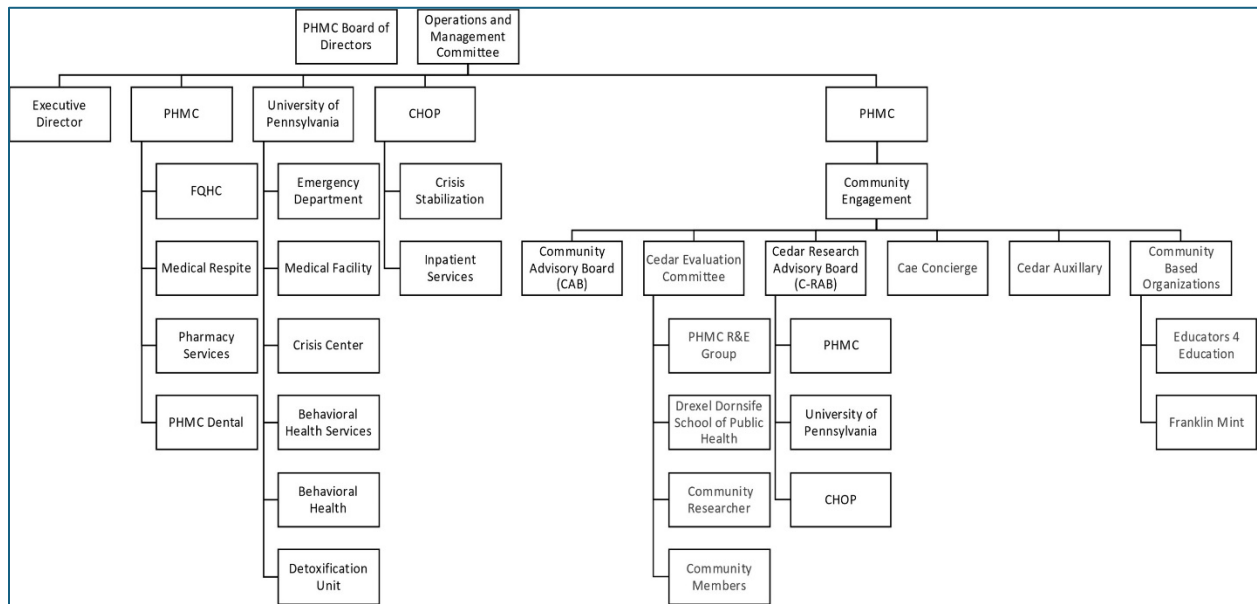 PHMC Board of
Directors
Operations and
Management
Committee
Executive
Director
PHMC
University of
Pennsylvania
CHOP
PHMC
FQHC
Medical Respite
Pharmacy
Services
PHMC Dental
Emergency
Department
Medical Facility
Crisis Center
Behavioral
Health Services
Behavioral
Health
Detoxification
Unit
Crisis
Stabilization
Inpatient
Services
Community
Engagement
Community
Advisory Board
(CAB)
Cedar Evaluation
Committee
Cedar Research
Advisory Board
(C-RAB)
Cae Concierge
Cedar Auxillary
Community
Based
Organizations
PHMC R&E
Group
Drexel Dornsife
School of Public
Health
Community
Researcher
Community
Members
PHMC
University of
Pennsylvania
CHOP
Educators 4
Education
Franklin Mint